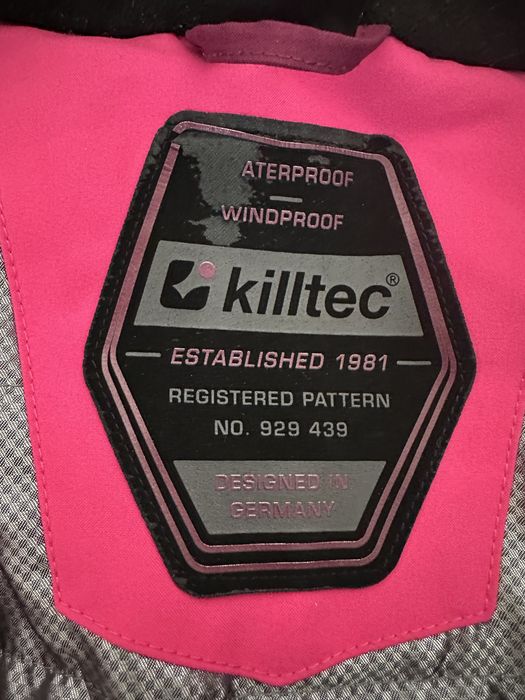 ATERPROOF
WINDPROOF
killtec®
ESTABLISHED 1981
REGISTERED PATTERN
NO. 929 439
DESIGNED IN
GERMANY